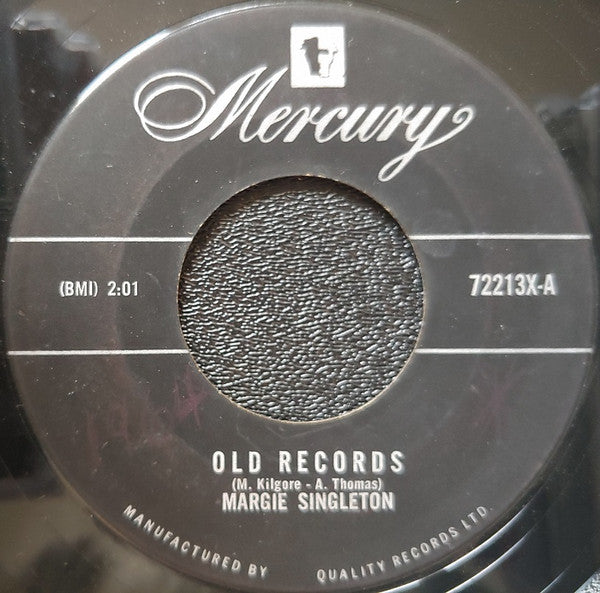 Mercury
(BMI) 2:01
72213X-A
OLD RECORDS
(M. Kilgore - A. Thomas)
MARGIE SINGLETON
MANUFACTURED BY QUALITY RECORDS LTD.